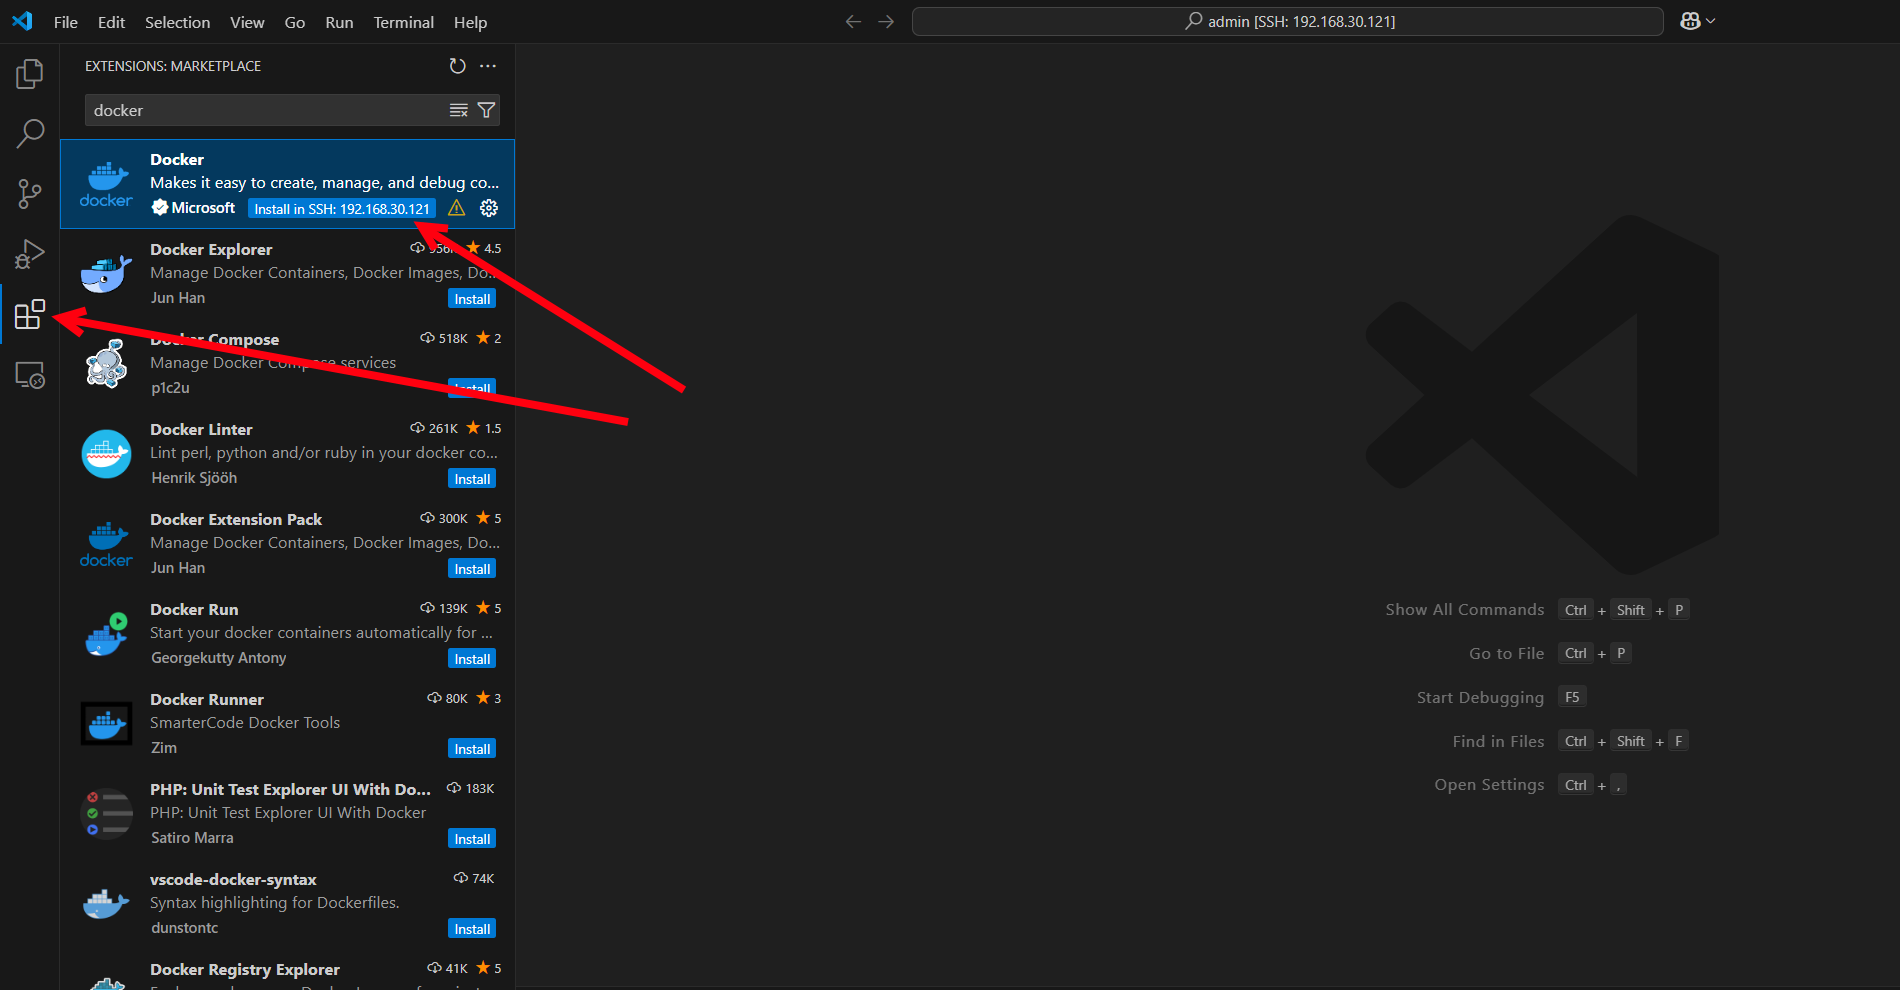 File Edit Selection View Go Run Terminal Help
admin [SSH: 192.168.30.121]
EXTENSIONS: MARKETPLACE
docker
Docker
Makes it easy to create, manage, and debug co...
docker
Microsoft Install in SSH: 192.168.30.121
Docker Explorer 4.5
Manage Docker Containers, Docker Images, Do...
Jun Han Install
Docker Compose 518K 2
Manage Docker Compose services
p1c2u Install
Docker Linter 261K 1.5
Lint perl, python and/or ruby in your docker co...
Henrik Sjööh Install
Docker Extension Pack 300K 5
Manage Docker Containers, Docker Images, Do...
docker
Jun Han Install
Docker Run 139K 5
Start your docker containers automatically for ...
Georgekutty Antony Install
Docker Runner 80K 3
SmarterCode Docker Tools
Zim Install
PHP: Unit Test Explorer UI With Do... 183K
PHP: Unit Test Explorer UI With Docker
Satiro Marra Install
vscode-docker-syntax 74K
Syntax highlighting for Dockerfiles.
dunstontc Install
Docker Registry Explorer 41K 5
Show All Commands Ctrl + Shift + P
Go to File Ctrl + P
Start Debugging F5
Find in Files Ctrl + Shift + F
Open Settings Ctrl + ,